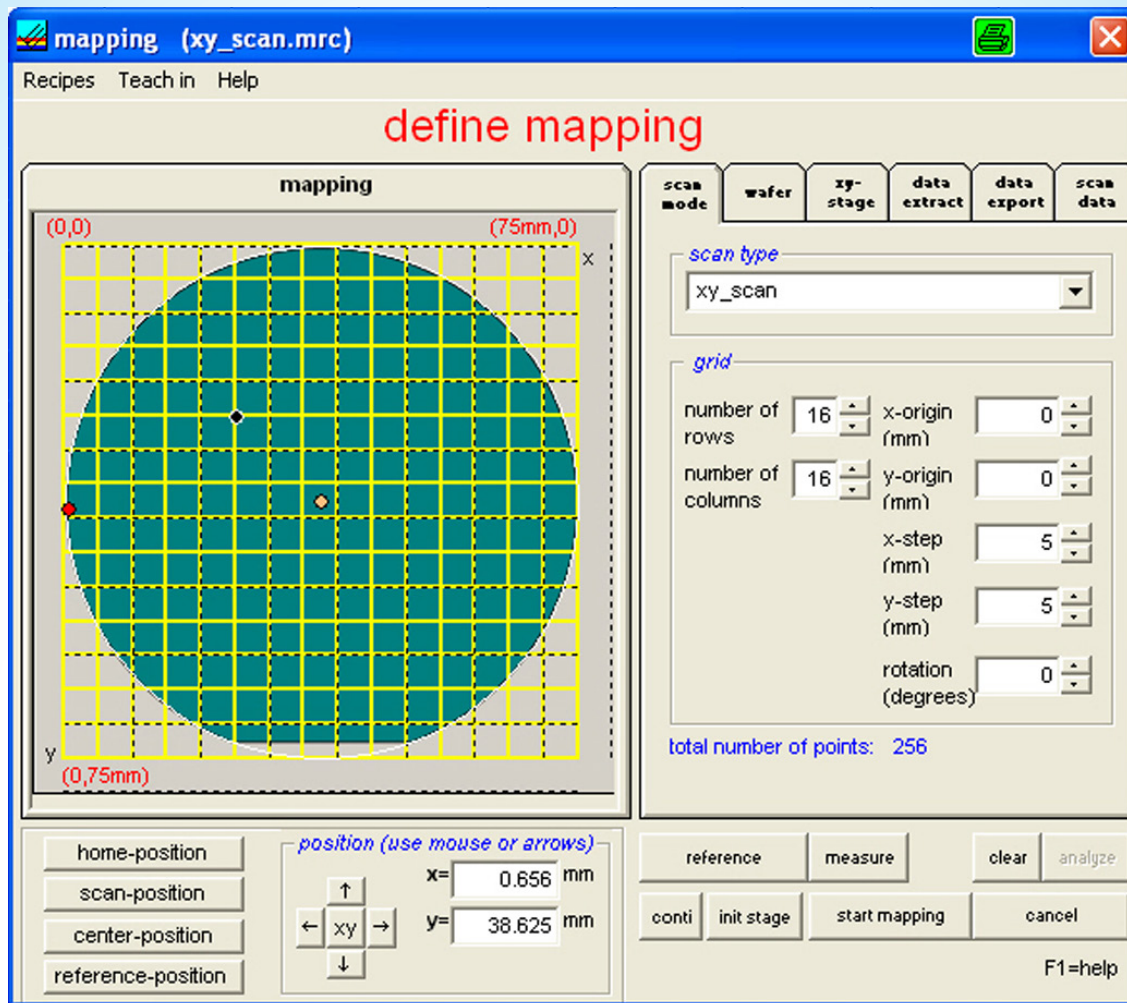 mapping (xy_scan.mrc)
Recipes Teach in Help
define mapping
mapping
(0,0)
(75mm,0)
x
y
(0,75mm)
scan mode
wafer
xy-stage
data extract
data export
scan data
scan type
xy_scan
grid
number of rows
16
x-origin (mm)
0
number of columns
16
y-origin (mm)
0
x-step (mm)
5
y-step (mm)
5
rotation (degrees)
0
total number of points: 256
home-position
scan-position
center-position
reference-position
position (use mouse or arrows)
↑
← xy →
↓
x= 0.656 mm
y= 38.625 mm
reference
measure
clear
analyze
conti
init stage
start mapping
cancel
F1=help